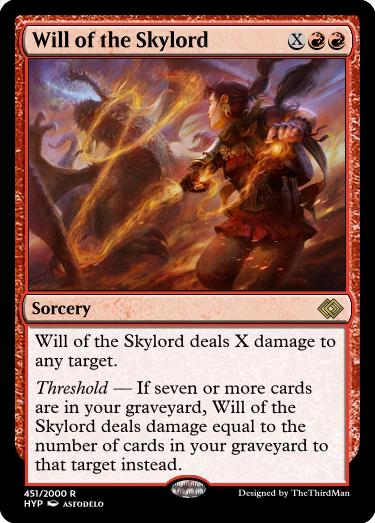 Will of the Skylord X
Sorcery
Will of the Skylord deals X damage to
any target.
Threshold — If seven or more cards
are in your graveyard, Will of the
Skylord deals damage equal to the
number of cards in your graveyard to
that target instead.
451/2000 R
HYP ASFODELO Designed by TheThirdMan